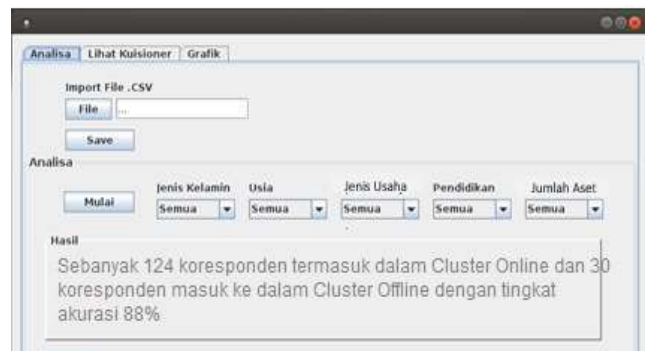 Analisa Lihat Kuisioner Grafik
Import File .CSV
File ...
Save
Analisa
Mulai
Jenis Kelamin Usia Jenis Usaha Pendidikan Jumlah Aset
Semua Semua Semua Semua Semua
Hasil
Sebanyak 124 koresponden termasuk dalam Cluster Online dan 30
koresponden masuk ke dalam Cluster Offline dengan tingkat
akurasi 88%